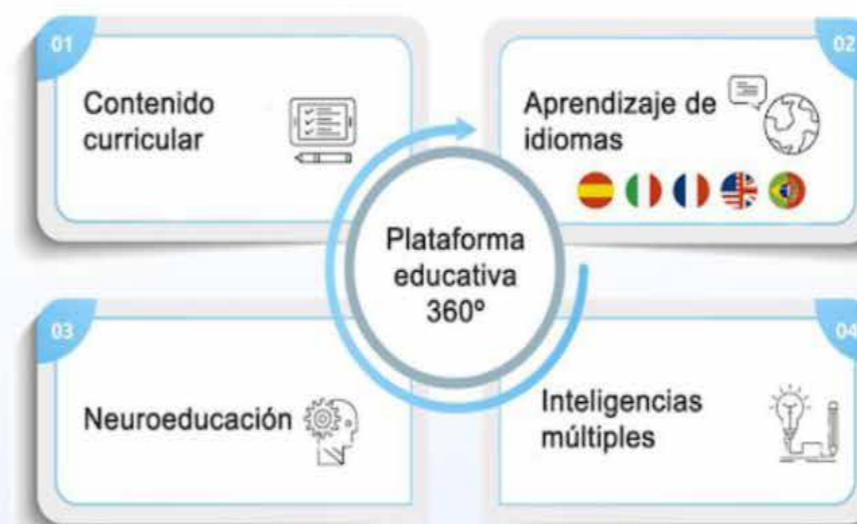 01
Contenido
curricular
02
Aprendizaje de
idiomas
Plataforma
educativa
360º
03
Neuroeducación
04
Inteligencias
múltiples